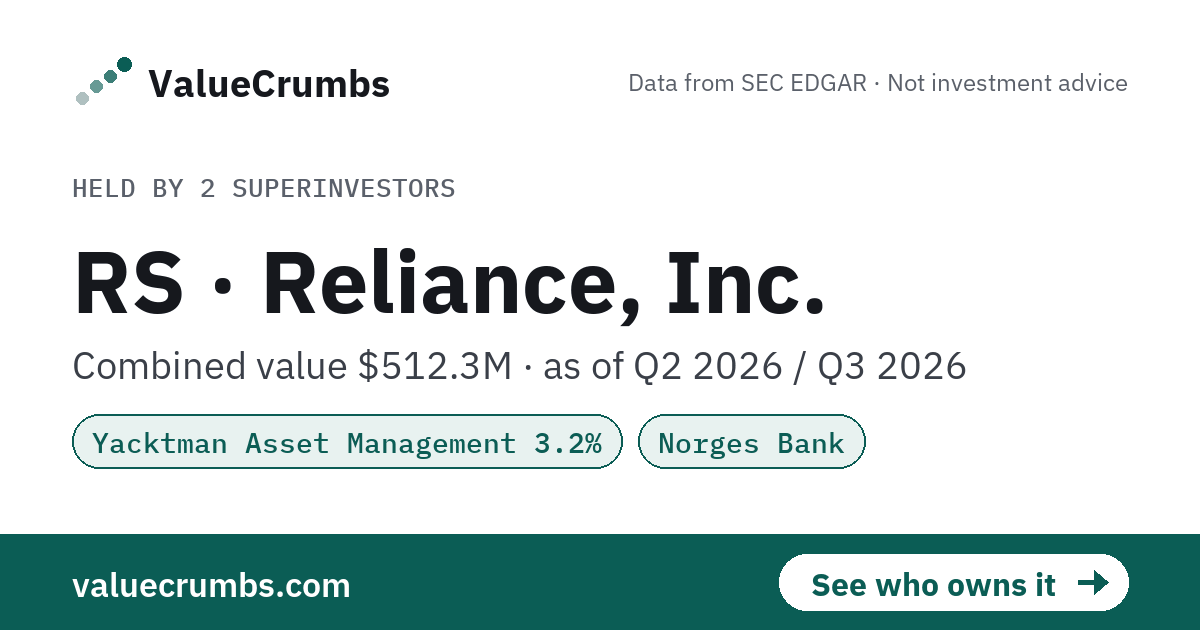 ValueCrumbs
Data from SEC EDGAR · Not investment advice
HELD BY 2 SUPERINVESTORS
RS · Reliance, Inc.
Combined value $512.3M · as of Q2 2026 / Q3 2026
Yacktman Asset Management 3.2%
Norges Bank
valuecrumbs.com
See who owns it